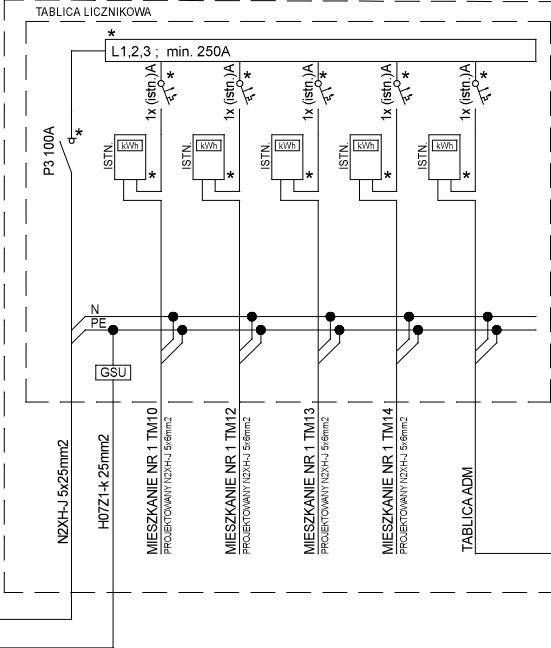 TABLICA LICZNIKOWA
*
L1,2,3 ; min. 250A
1x (istn.)A *
1x (istn.)A *
1x (istn.)A *
1x (istn.)A *
1x (istn.)A *
P3 100A *
ISTN. kWh *
ISTN. kWh *
ISTN. kWh *
ISTN. kWh *
ISTN. kWh *
N
PE
GSU
N2XH-J 5x25mm2
H07Z1-k 25mm2
MIESZKANIE NR 1 TM10
PROJEKTOWANY N2XH-J 5x6mm2
MIESZKANIE NR 1 TM12
PROJEKTOWANY N2XH-J 5x6mm2
MIESZKANIE NR 1 TM13
PROJEKTOWANY N2XH-J 5x6mm2
MIESZKANIE NR 1 TM14
PROJEKTOWANY N2XH-J 5x6mm2
TABLICA ADM